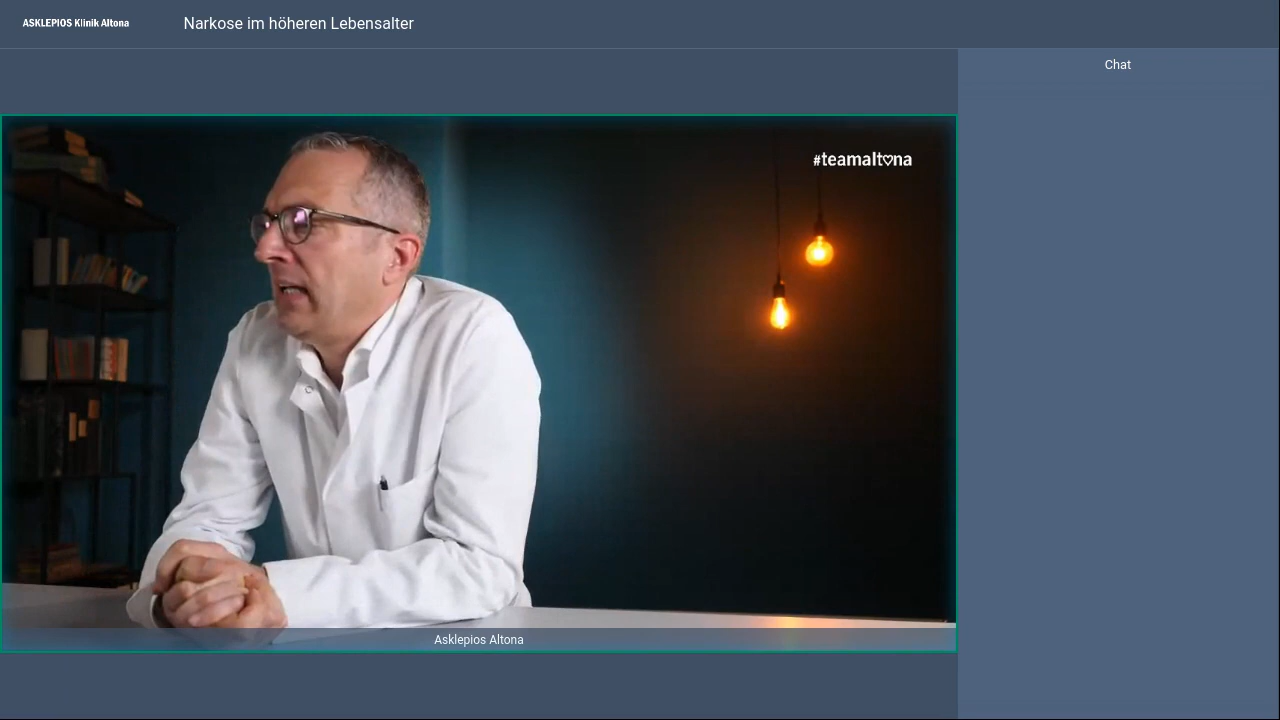 ASKLEPIOS Klinik Altona
Narkose im höheren Lebensalter
Chat
#teamaltona
Asklepios Altona